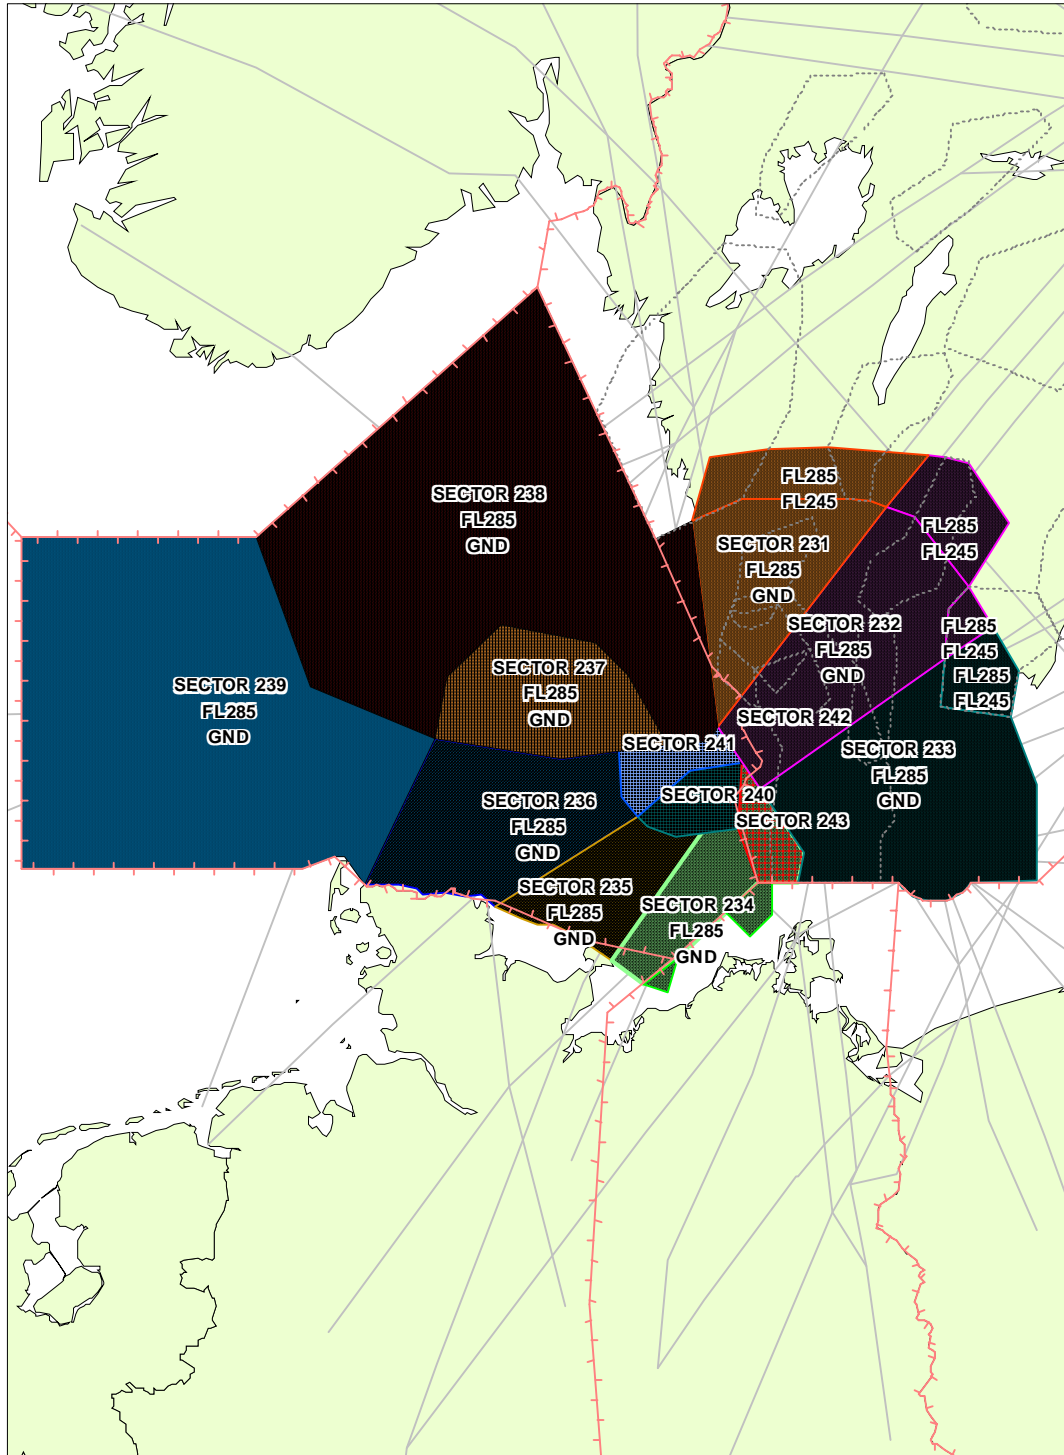 FL285
FL245
SECTOR 238
FL285
GND
FL285
FL245
SECTOR 231
FL285
GND
SECTOR 232
FL285
GND
FL285
FL245
FL285
FL245
SECTOR 237
FL285
GND
SECTOR 239
FL285
GND
SECTOR 242
SECTOR 241
SECTOR 233
FL285
GND
SECTOR 240
SECTOR 236
FL285
GND
SECTOR 243
SECTOR 235
FL285
GND
SECTOR 234
FL285
GND